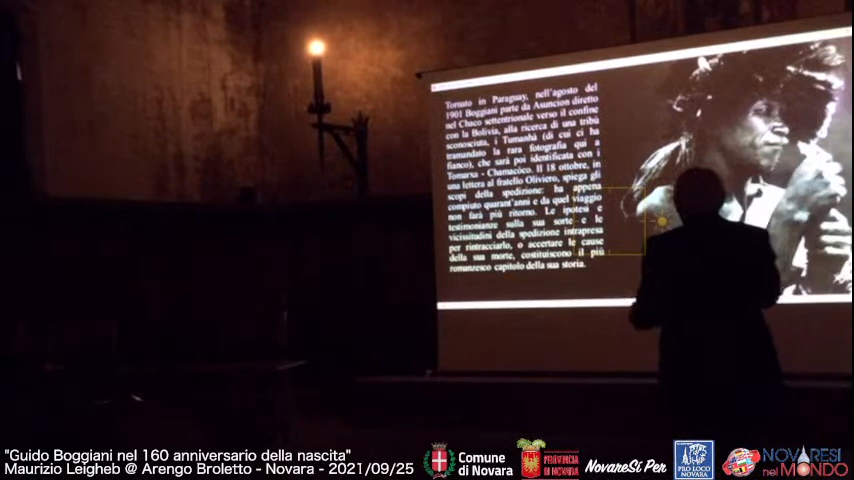 Tornato in Paraguay, nell'agosto del
1901 Boggiani parte da Asuncion diretto
nel Chaco settentrionale verso il confine
con la Bolivia, alla ricerca di una tribù
sconosciuta, i Tumanhà (di cui ci ha
tramandato la rara fotografia qui a
fianco), che sarà poi identificata con i
Tomarxa - Chamacòco. Il 18 ottobre, in
una lettera al fratello Oliviero, spiega gli
scopi della spedizione: ha appena
compiuto quarant'anni e da quel viaggio
non farà più ritorno. Le ipotesi e
testimonianze sulla sua sorte e le
vicissitudini della spedizione intrapresa
per rintracciarlo, o accertare le cause
della sua morte, costituiscono il più
romanzesco capitolo della sua storia.
"Guido Boggiani nel 160 anniversario della nascita"
Maurizio Leigheb @ Arengo Broletto - Novara - 2021/09/25
Comune
di Novara
PROVINCIA
DI NOVARA
NovareSi Per
PRO LOCO
NOVARA
NOVARESI
nel MONDO